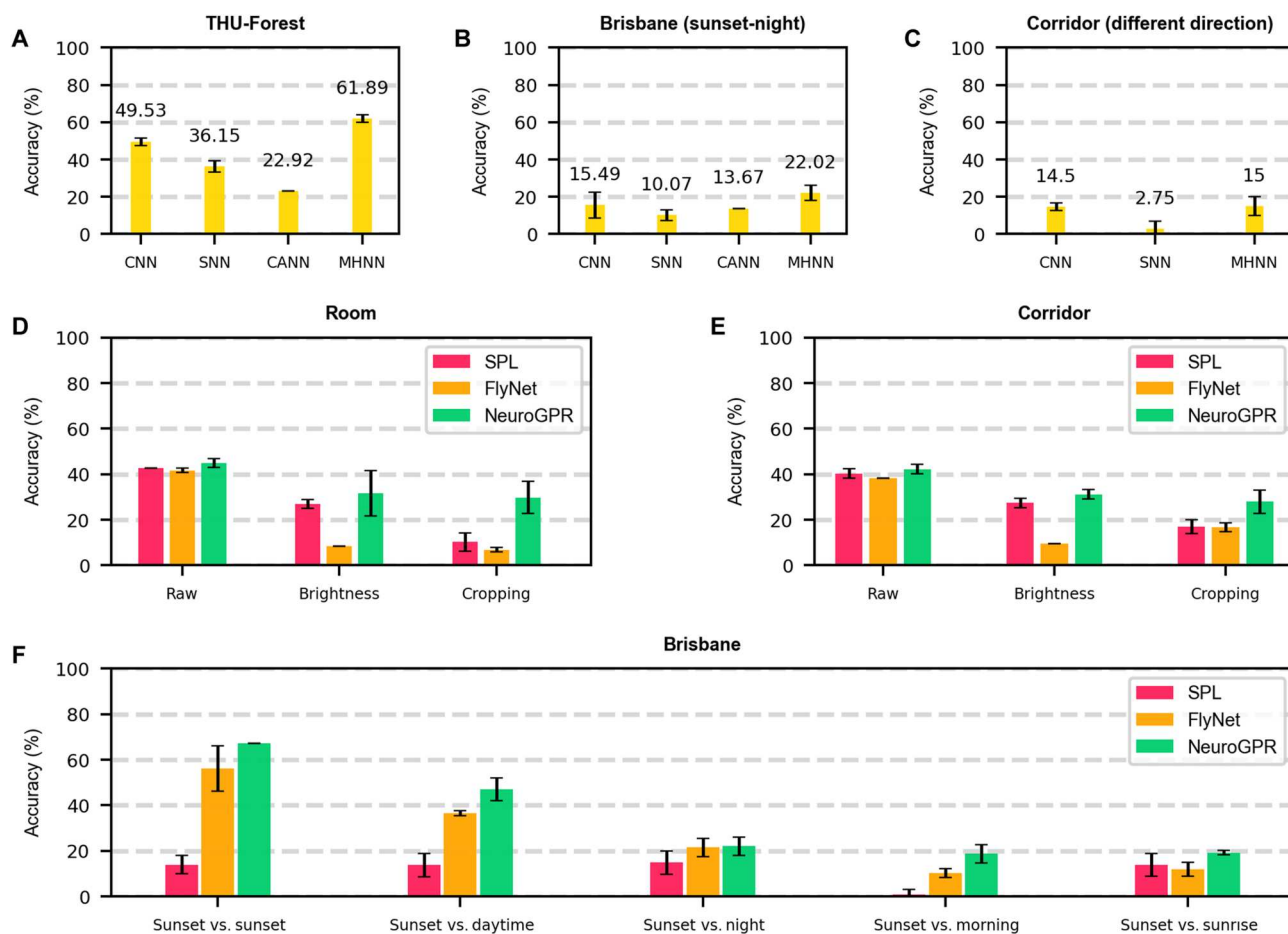 A
THU-Forest
Accuracy (%)
100
80
60
40
20
0
49.53
36.15
22.92
61.89
CNN
SNN
CANN
MHNN
B
Brisbane (sunset-night)
Accuracy (%)
100
80
60
40
20
0
15.49
10.07
13.67
22.02
CNN
SNN
CANN
MHNN
C
Corridor (different direction)
Accuracy (%)
100
80
60
40
20
0
14.5
2.75
15
CNN
SNN
MHNN
D
Room
Accuracy (%)
100
80
60
40
20
0
SPL
FlyNet
NeuroGPR
Raw
Brightness
Cropping
E
Corridor
Accuracy (%)
100
80
60
40
20
0
SPL
FlyNet
NeuroGPR
Raw
Brightness
Cropping
F
Brisbane
Accuracy (%)
100
80
60
40
20
0
SPL
FlyNet
NeuroGPR
Sunset vs. sunset
Sunset vs. daytime
Sunset vs. night
Sunset vs. morning
Sunset vs. sunrise